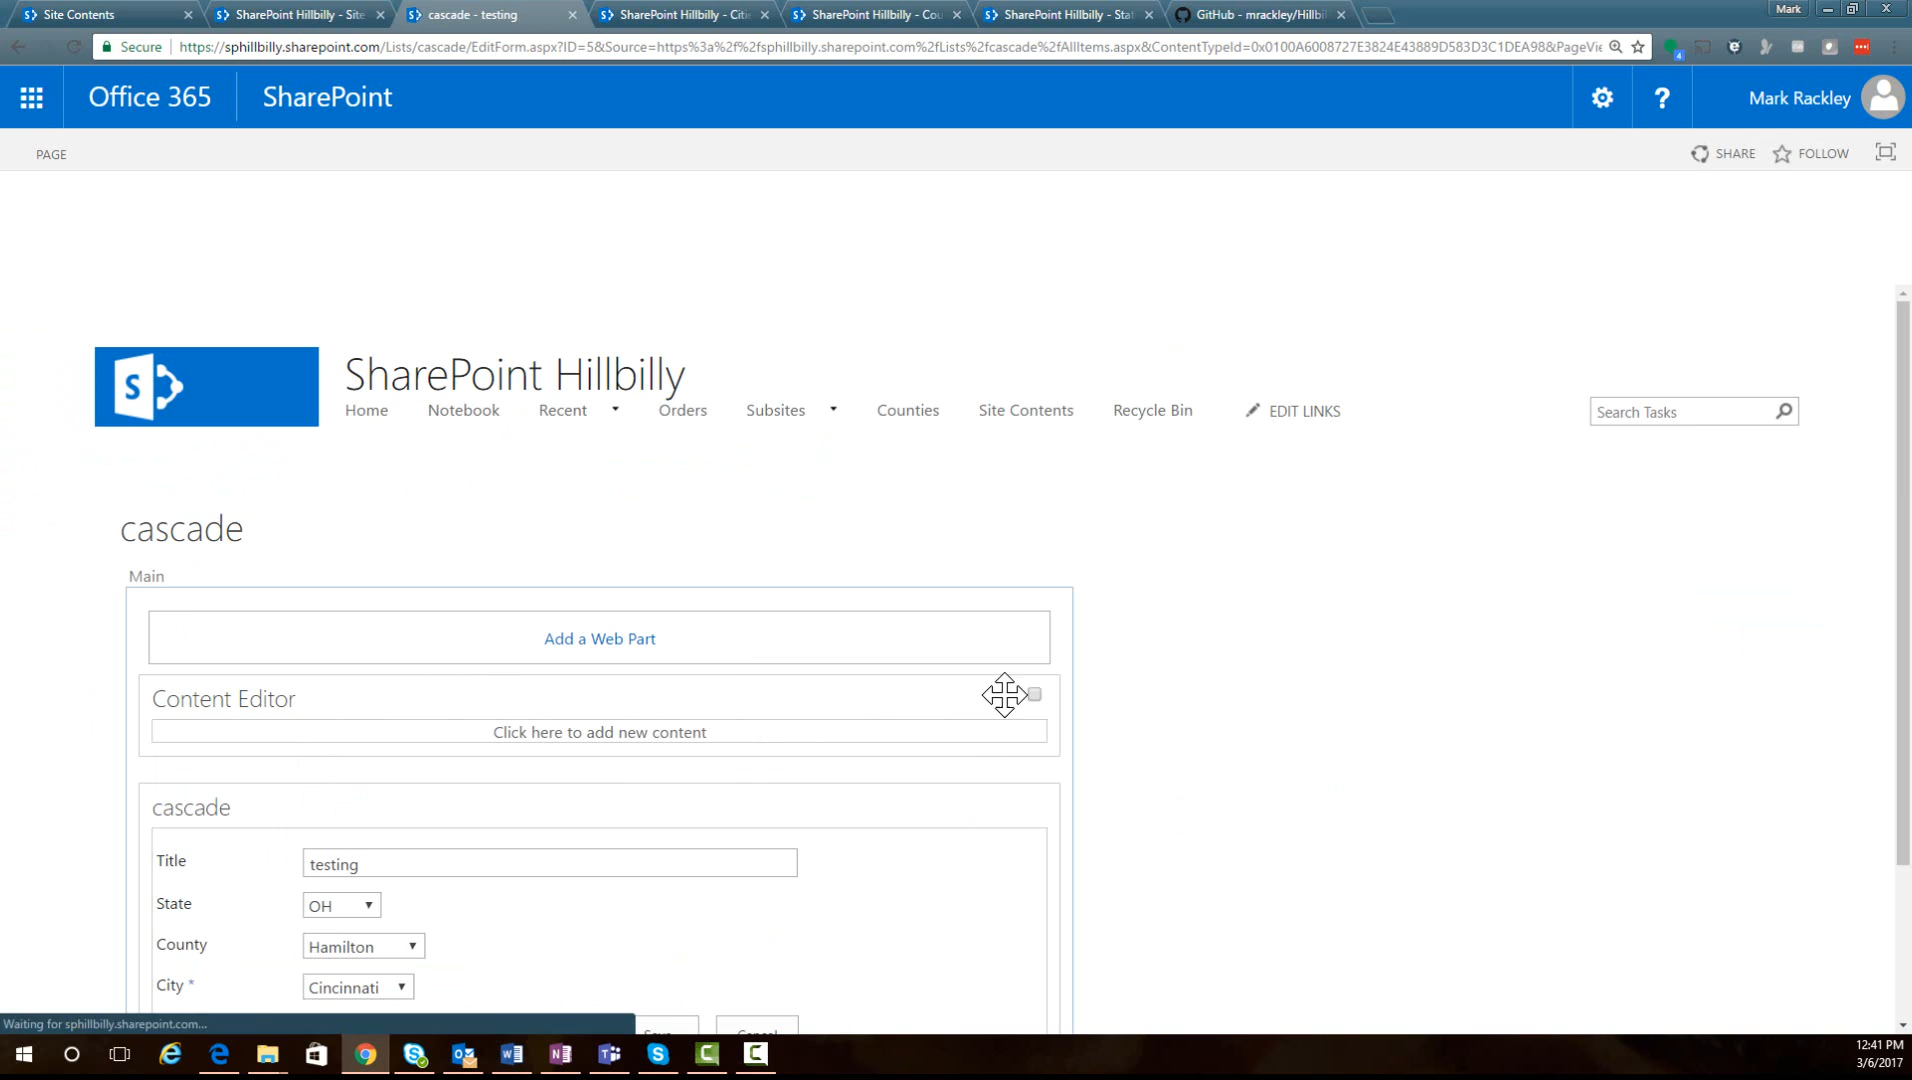 Site Contents
SharePoint Hillbilly - Site
cascade - testing
SharePoint Hillbilly - Citi
SharePoint Hillbilly - Cou
SharePoint Hillbilly - Stat
GitHub - mrackley/Hillbil
Mark
Secure
https://sphillbilly.sharepoint.com/Lists/cascade/EditForm.aspx?ID=5&Source=https%3a%2f%2fsphillbilly.sharepoint.com%2fLists%2fcascade%2fAllItems.aspx&ContentTypeId=0x0100A6008727E3824E43889D583D3C1DEA98&PageVie
4
Office 365
SharePoint
?
Mark Rackley
PAGE
SHARE
FOLLOW
S
SharePoint Hillbilly
Home
Notebook
Recent
Orders
Subsites
Counties
Site Contents
Recycle Bin
EDIT LINKS
Search Tasks
cascade
Main
Add a Web Part
Content Editor
Click here to add new content
cascade
Title
testing
State
OH
County
Hamilton
City *
Cincinnati
Save
Cancel
Waiting for sphillbilly.sharepoint.com...
12:41 PM
3/6/2017